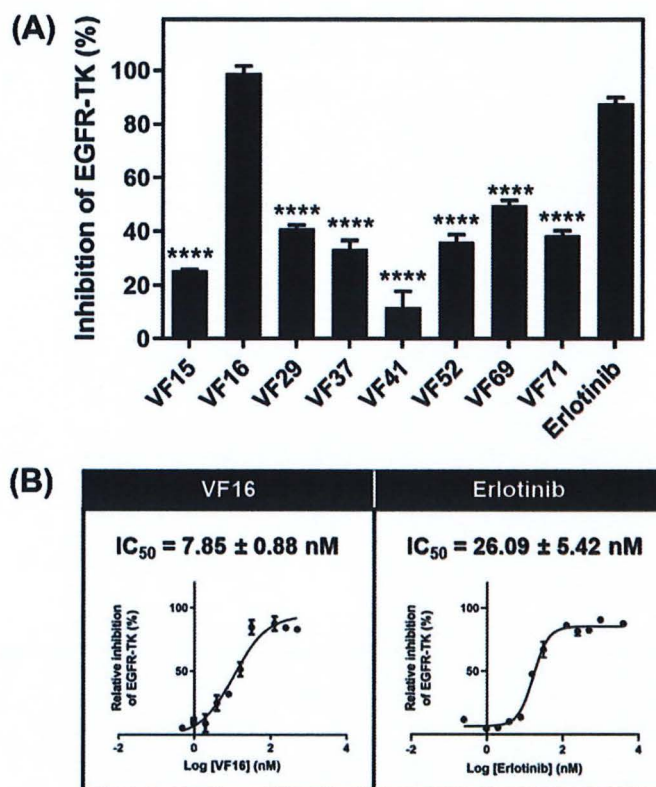 (A)
Inhibition of EGFR-TK (%)
100
80
60
40
20
0
****
****
****
****
****
****
****
VF15
VF16
VF29
VF37
VF41
VF52
VF69
VF71
Erlotinib
(B)
VF16
Erlotinib
IC50 = 7.85 ± 0.88 nM
IC50 = 26.09 ± 5.42 nM
Relative inhibition
of EGFR-TK (%)
100
50
-2
0
2
4
Log [VF16] (nM)
Relative inhibition
of EGFR-TK (%)
100
50
-2
0
2
4
Log [Erlotinib] (nM)